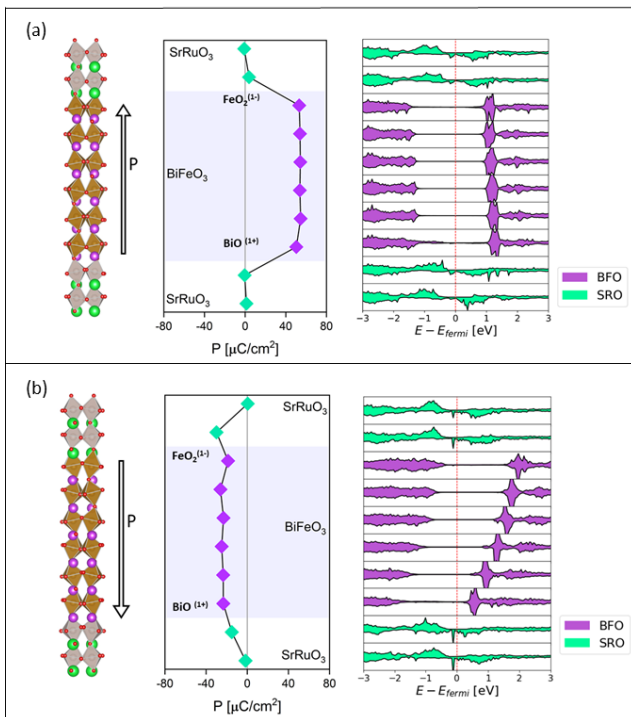 (a)
P
SrRuO₃
FeO₂⁽¹⁻⁾
BiFeO₃
BiO ⁽¹⁺⁾
SrRuO₃
-80 -40 0 40 80
P [μC/cm²]
BFO
SRO
-3 -2 -1 0 1 2 3
E − E_fermi [eV]
(b)
P
SrRuO₃
FeO₂⁽¹⁻⁾
BiFeO₃
BiO ⁽¹⁺⁾
SrRuO₃
-80 -40 0 40 80
P [μC/cm²]
BFO
SRO
-3 -2 -1 0 1 2 3
E − E_fermi [eV]